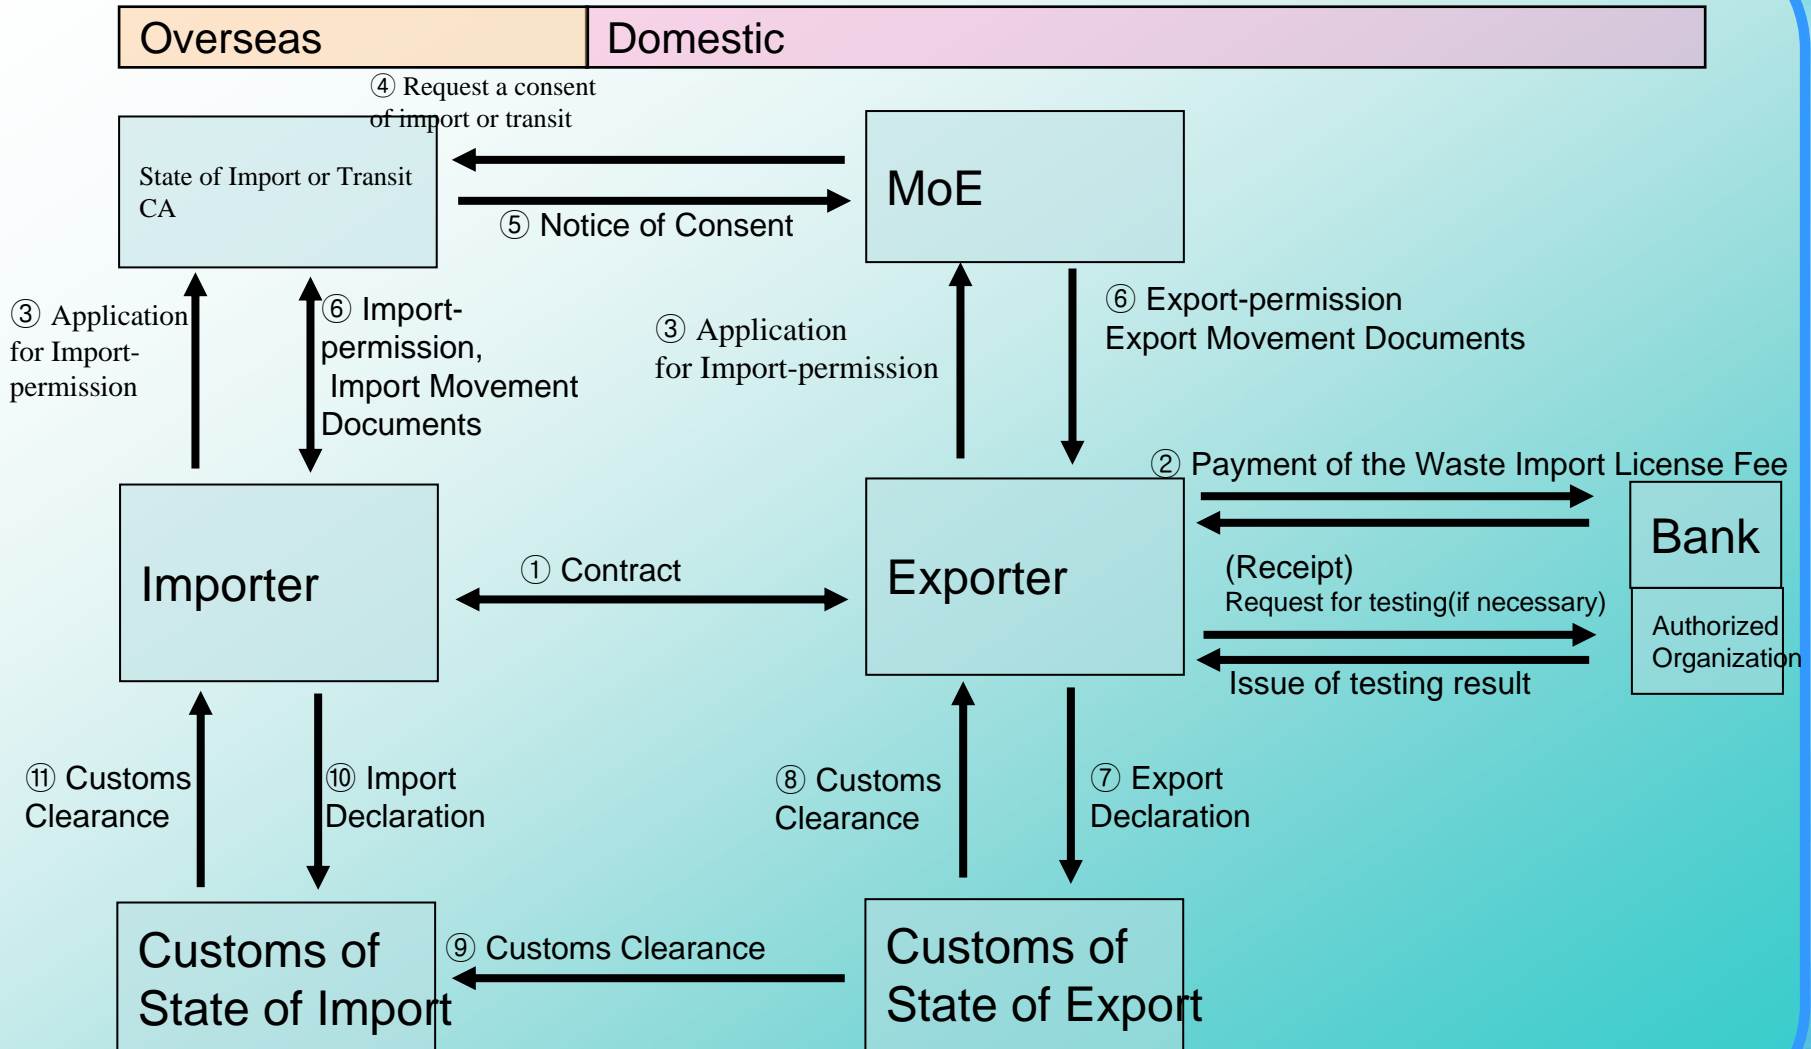 Overseas
Domestic
④ Request a consent
of import or transit
State of Import or Transit
CA
MoE
⑤ Notice of Consent
③ Application
for Import-
permission
⑥ Import-
permission,
Import Movement
Documents
③ Application
for Import-permission
⑥ Export-permission
Export Movement Documents
② Payment of the Waste Import License Fee
Importer
① Contract
Exporter
Bank
(Receipt)
Request for testing(if necessary)
Authorized
Organization
Issue of testing result
⑪ Customs
Clearance
⑩ Import
Declaration
⑧ Customs
Clearance
⑦ Export
Declaration
Customs of
State of Import
⑨ Customs Clearance
Customs of
State of Export